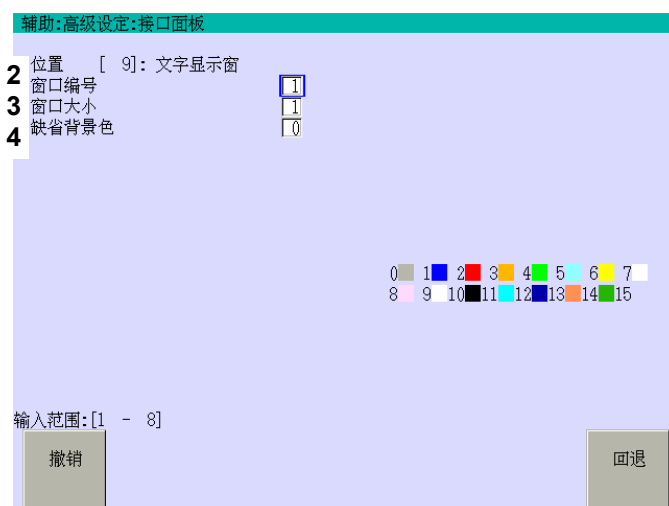 辅助:高级设定:接口面板
位置 [ 9]: 文字显示窗
2 窗口编号 1
3 窗口大小 1
4 缺省背景色 0
0 1 2 3 4 5 6 7
8 9 10 11 12 13 14 15
输入范围:[1 - 8]
撤销 回退